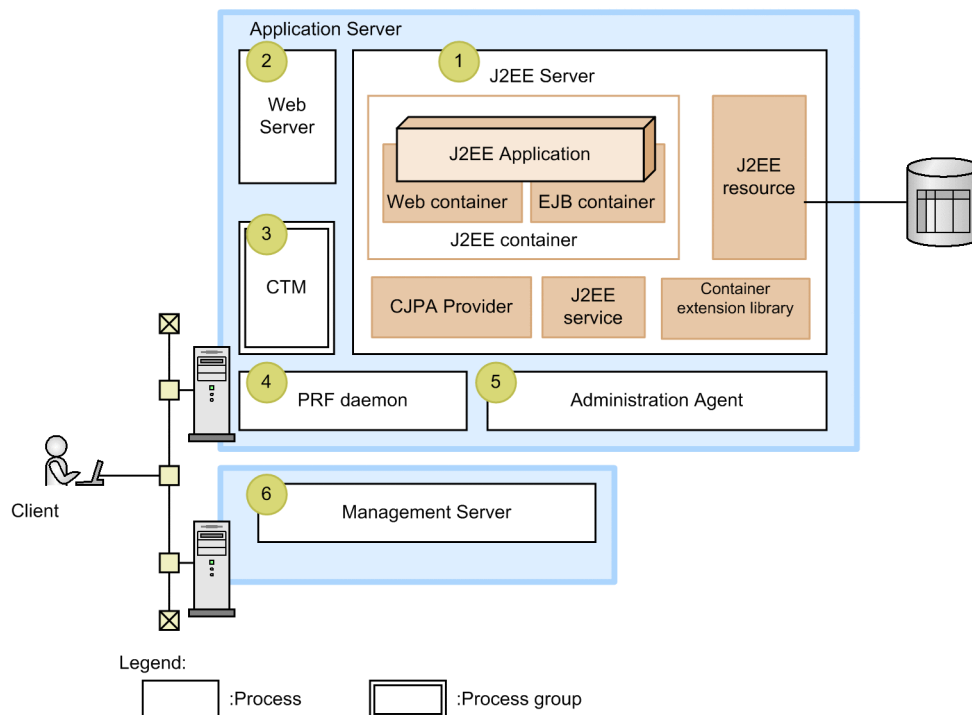 Application Server
2
Web
Server
1
J2EE Server
J2EE Application
Web container
EJB container
J2EE container
J2EE
resource
3
CTM
CJPA Provider
J2EE
service
Container
extension library
4
PRF daemon
5
Administration Agent
Client
6
Management Server
Legend:
:Process
:Process group